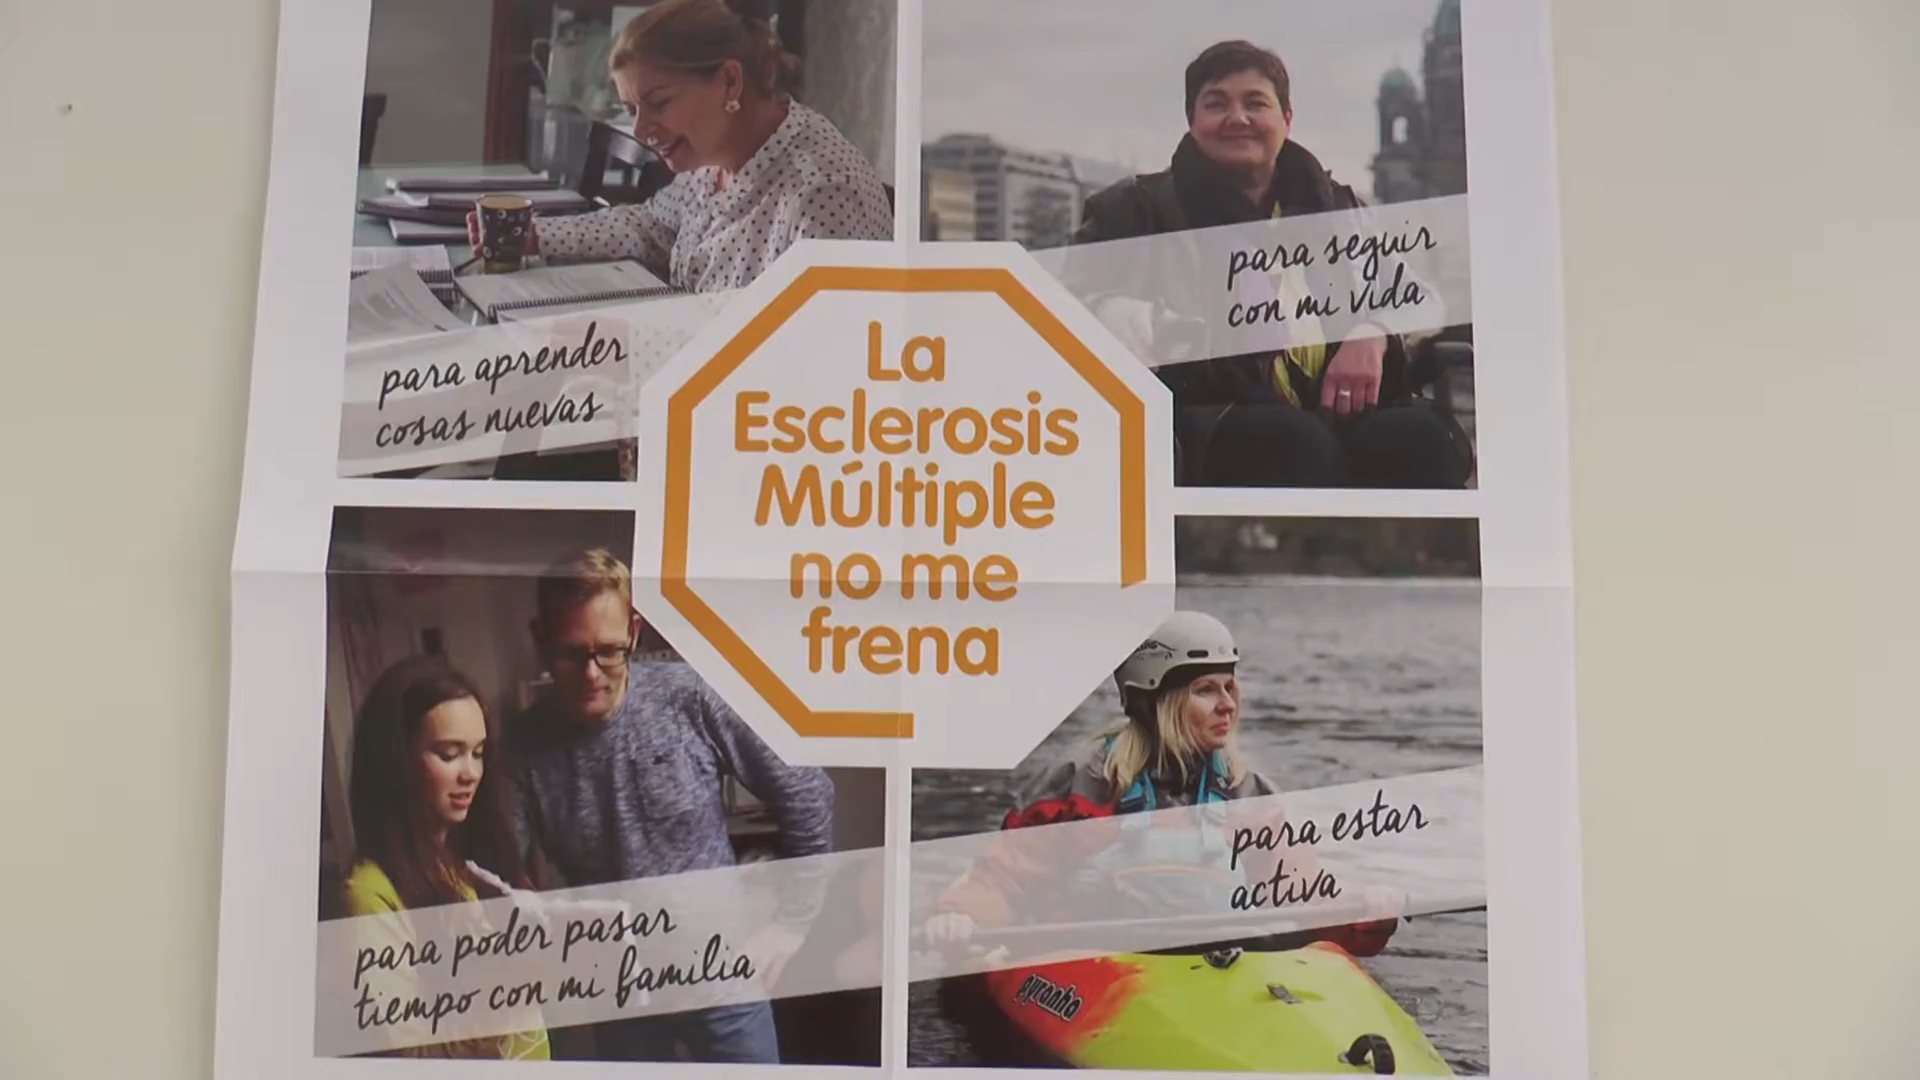 para seguir
con mi vida
para aprender
cosas nuevas
La
Esclerosis
Múltiple
no me
frena
para estar
activa
para poder pasar
tiempo con mi familia
pyranha